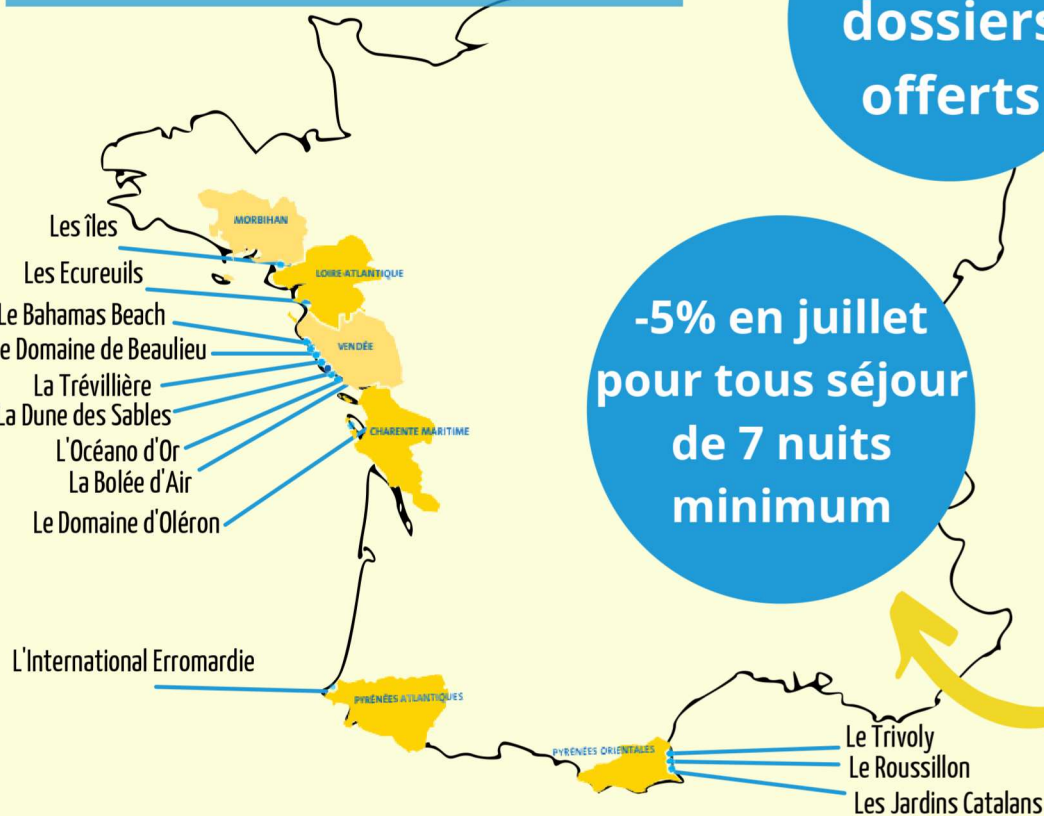 dossiers
offerts
MORBIHAN
Les îles
LOIRE-ATLANTIQUE
Les Ecureuils
Le Bahamas Beach
e Domaine de Beaulieu
VENDÉE
La Trévillière
La Dune des Sables
L'Océano d'Or
CHARENTE MARITIME
La Bolée d'Air
Le Domaine d'Oléron
-5% en juillet
pour tous séjour
de 7 nuits
minimum
L'International Erromardie
PYRÉNÉES ATLANTIQUES
PYRÉNÉES ORIENTALES
Le Trivoly
Le Roussillon
Les Jardins Catalans